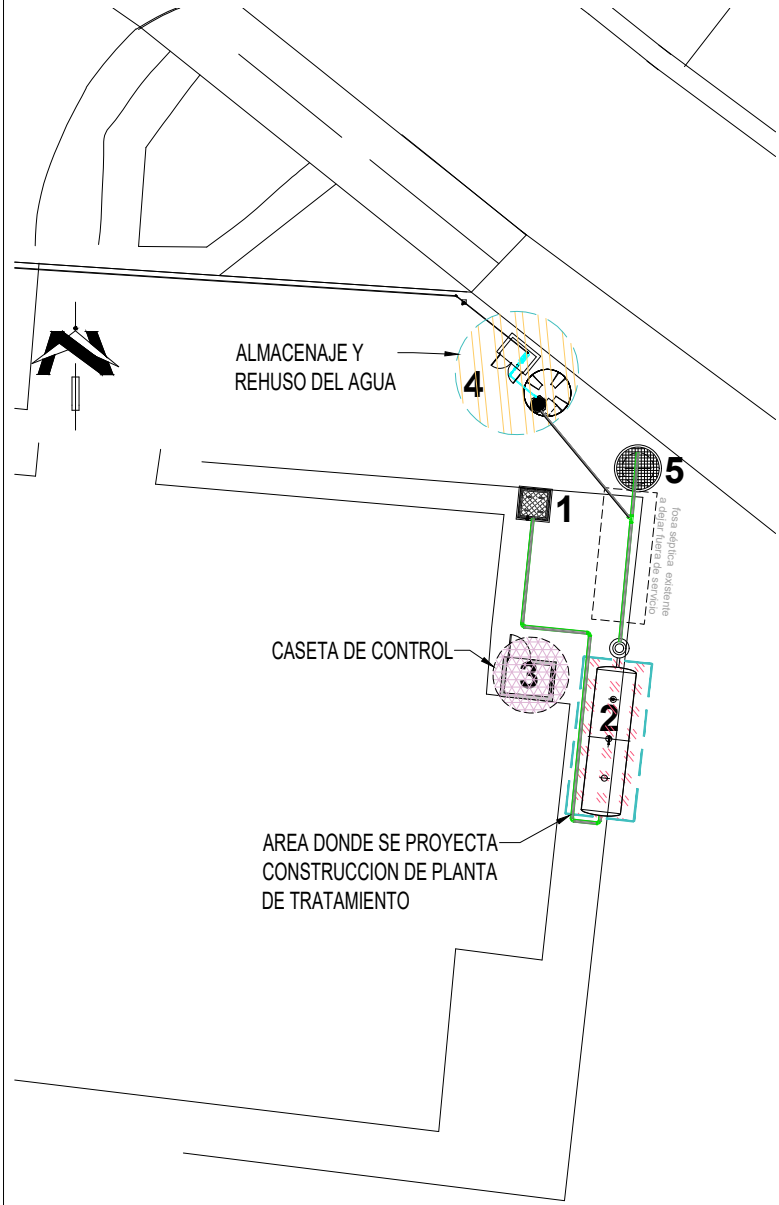 ALMACENAJE Y
REHUSO DEL AGUA
4
5
1
fosa séptica existente
a dejar fuera de servicio
CASETA DE CONTROL
3
2
AREA DONDE SE PROYECTA
CONSTRUCCION DE PLANTA
DE TRATAMIENTO
N